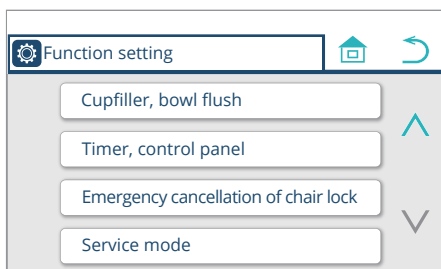 Function setting
Cupfiller, bowl flush
Timer, control panel
Emergency cancellation of chair lock
Service mode